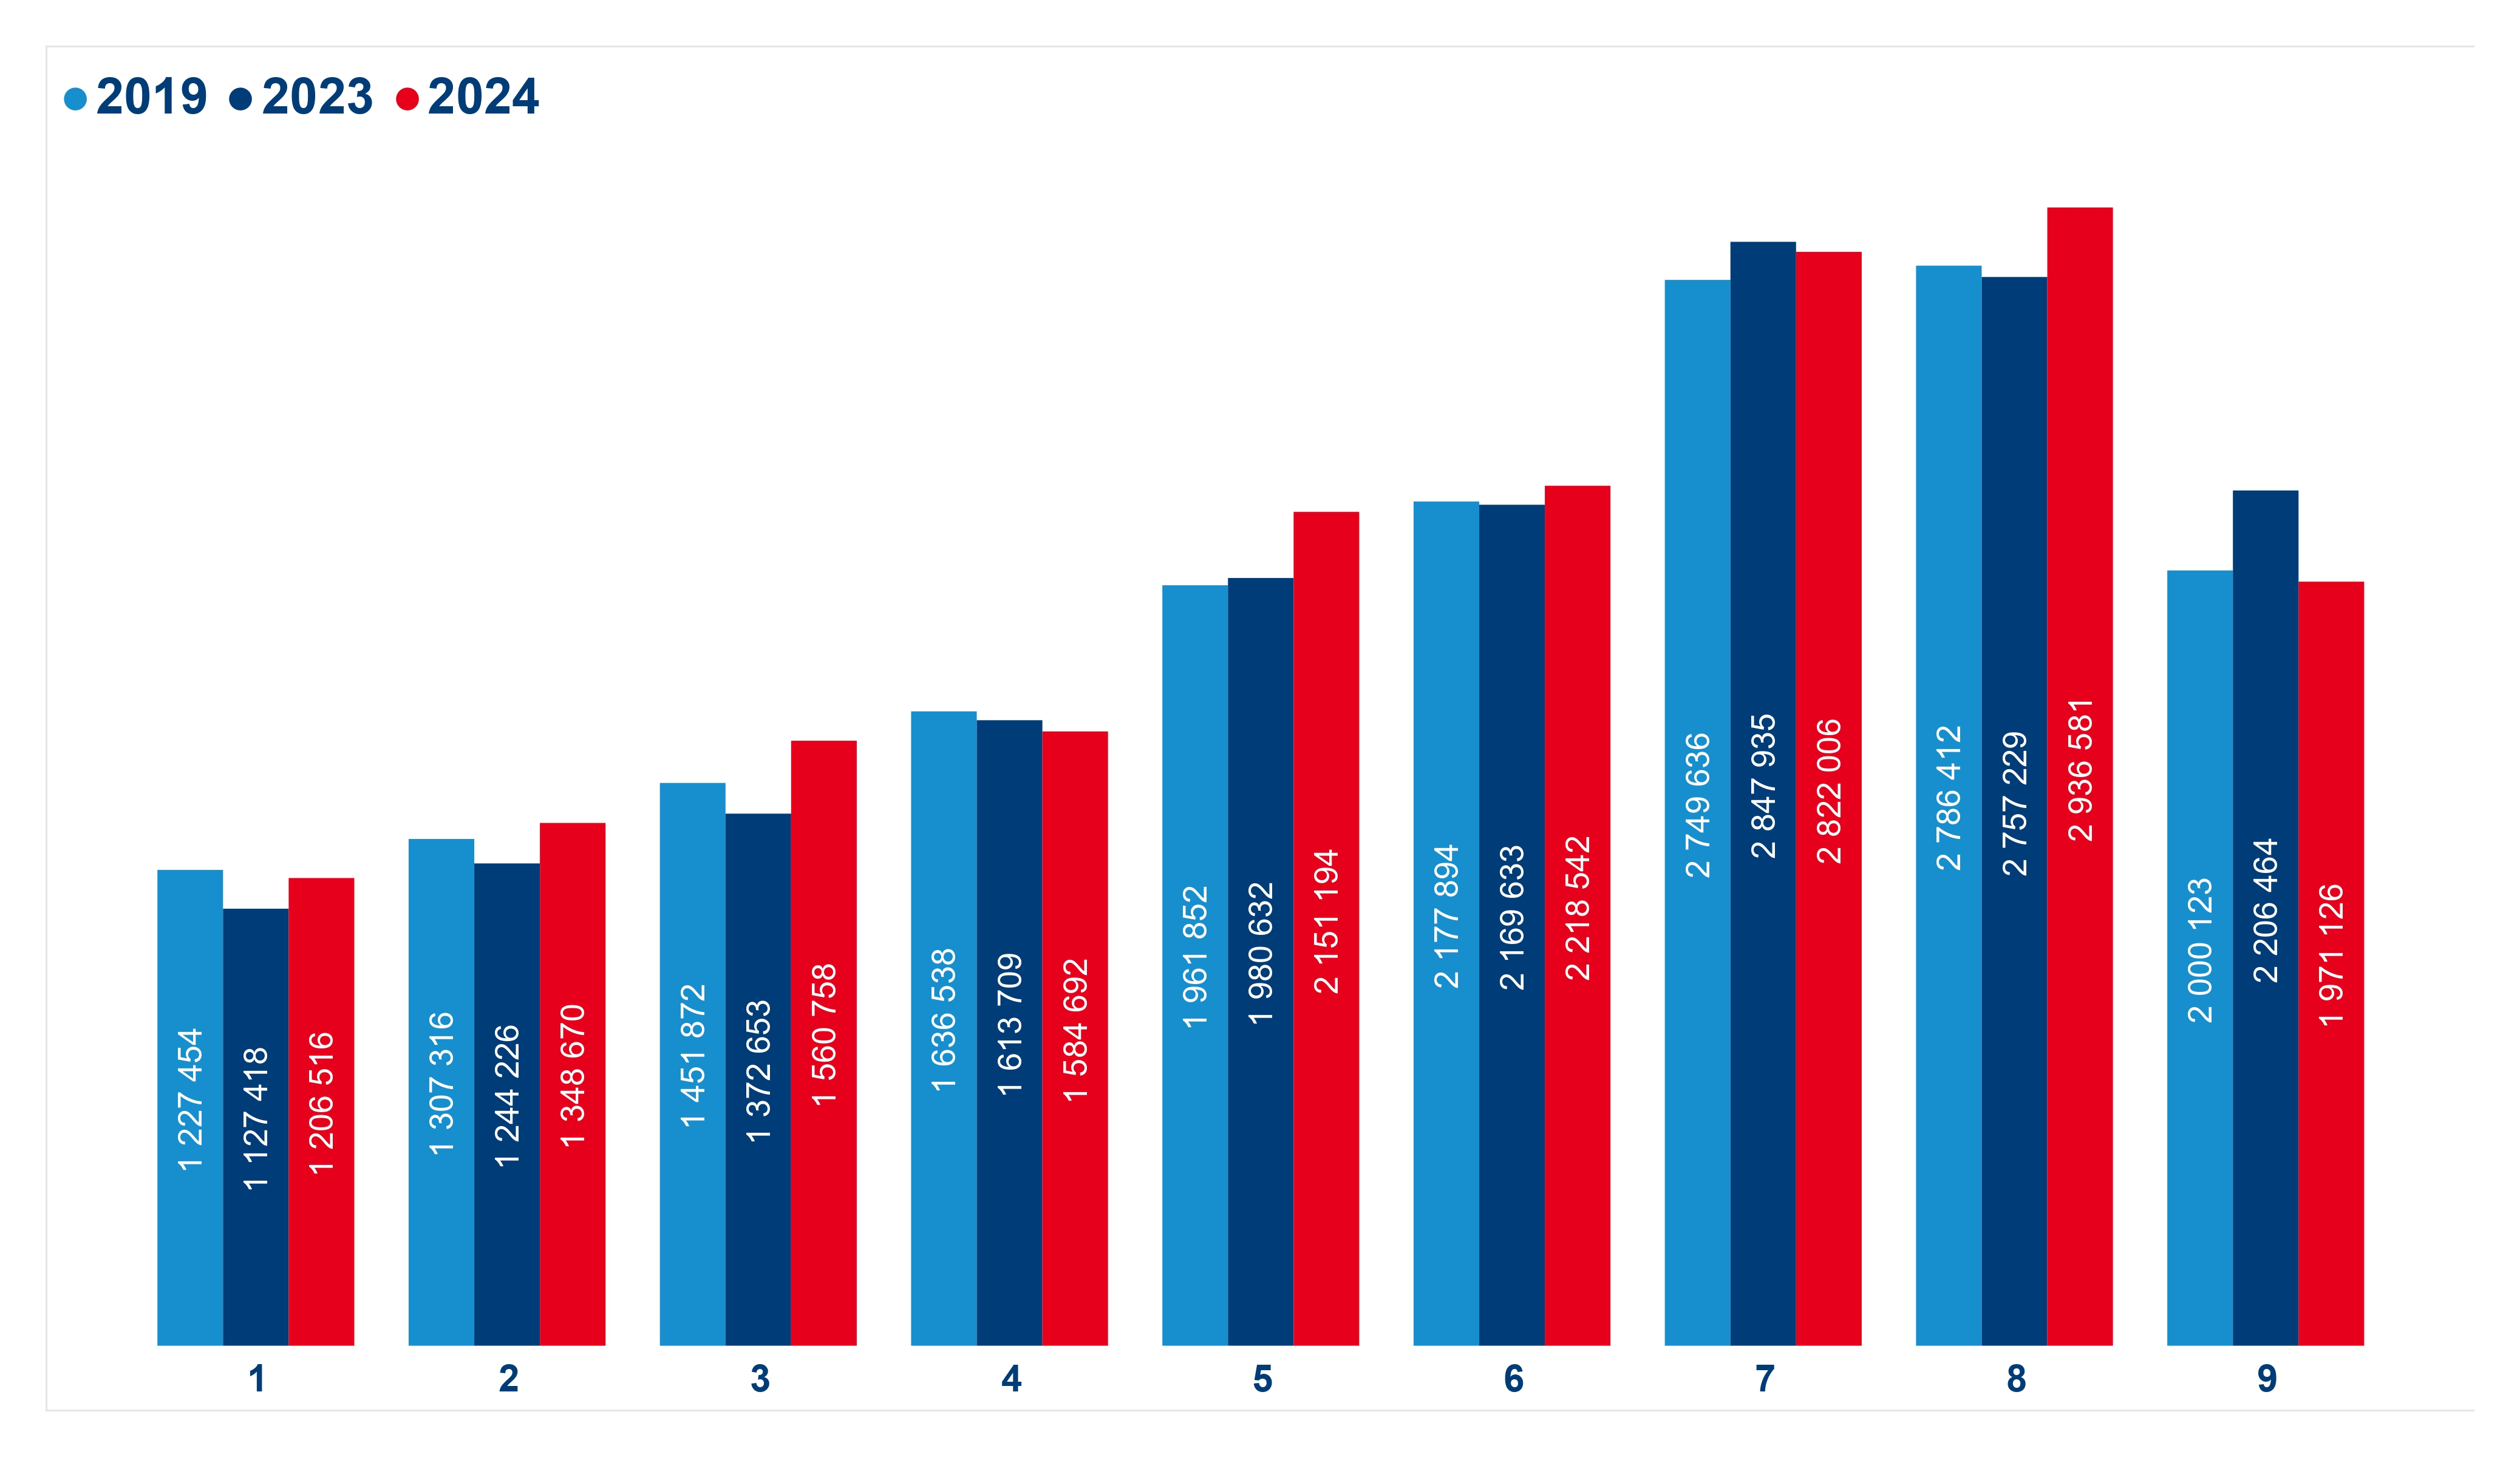 2019 2023 2024
1 227 454
1 127 418
1 206 516
1 307 316
1 244 226
1 348 670
1 451 872
1 372 653
1 560 758
1 636 538
1 613 709
1 584 692
1 961 852
1 980 632
2 151 194
2 177 894
2 169 633
2 218 542
2 749 636
2 847 935
2 822 006
2 786 412
2 757 229
2 936 581
2 000 123
2 206 464
1 971 126
1 2 3 4 5 6 7 8 9